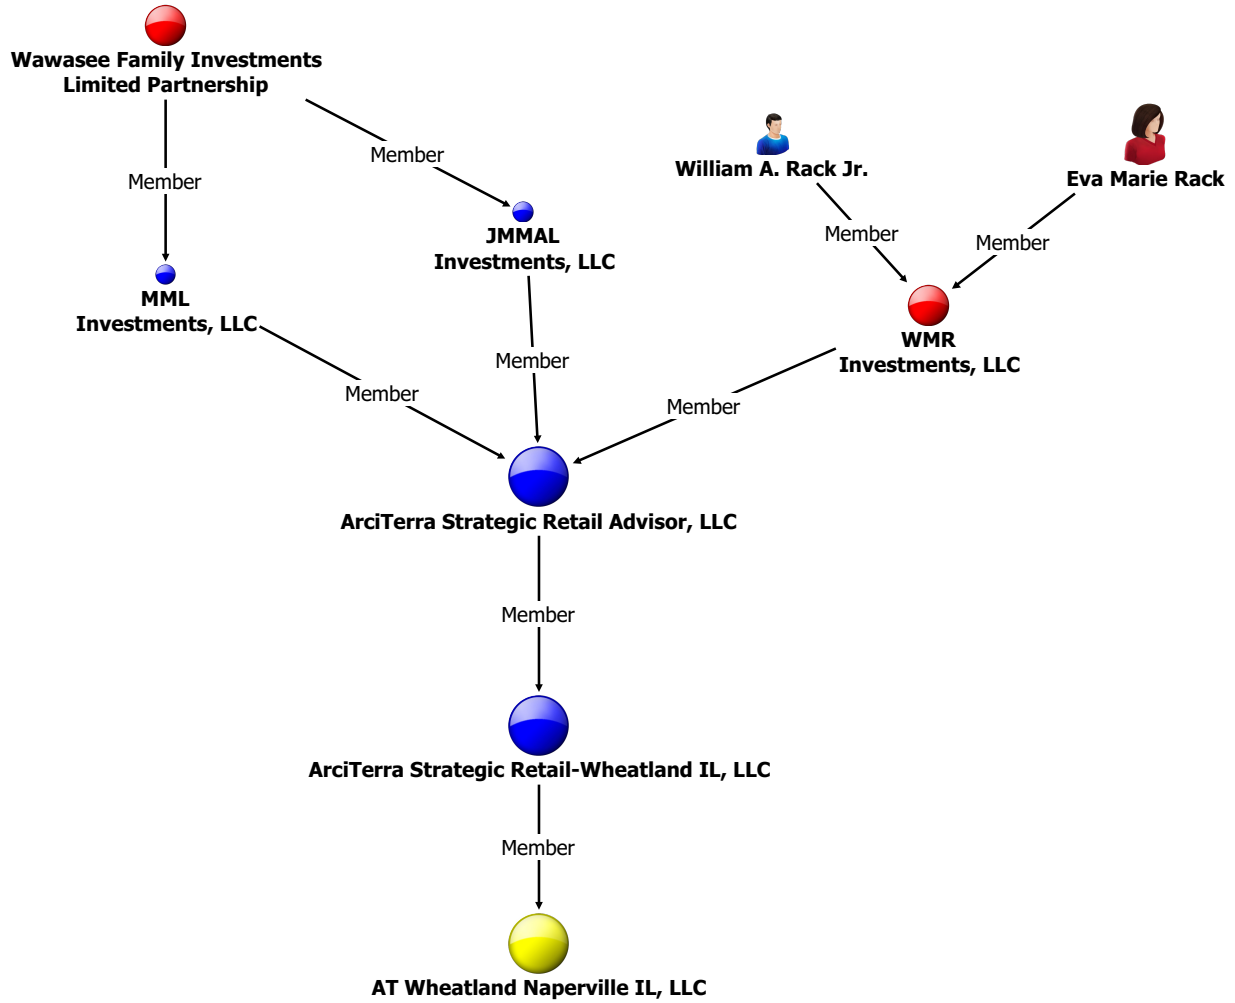 Wawasee Family Investments
Limited Partnership
Member
Member
William A. Rack Jr.
Eva Marie Rack
JMMAL
Investments, LLC
Member
Member
MML
Investments, LLC
WMR
Investments, LLC
Member
Member
Member
ArciTerra Strategic Retail Advisor, LLC
Member
ArciTerra Strategic Retail-Wheatland IL, LLC
Member
AT Wheatland Naperville IL, LLC